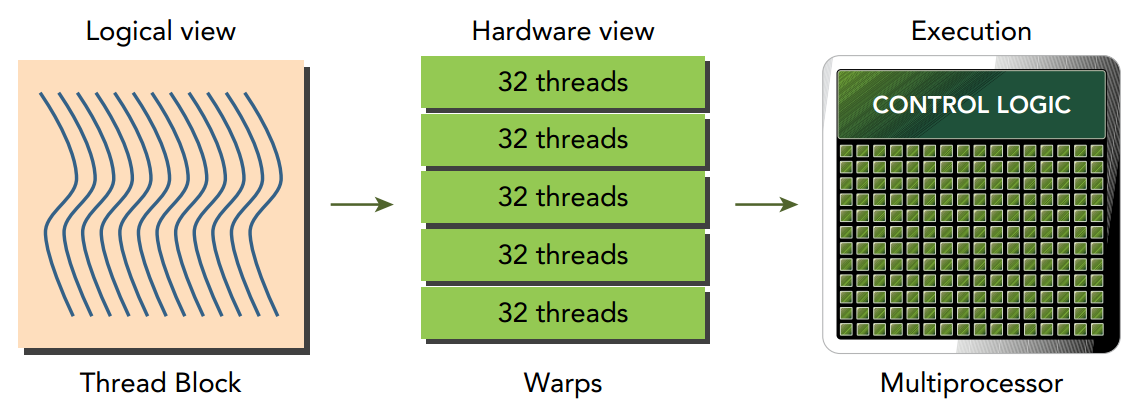 Logical view
Hardware view
Execution
32 threads
32 threads
32 threads
32 threads
32 threads
CONTROL LOGIC
Thread Block
Warps
Multiprocessor